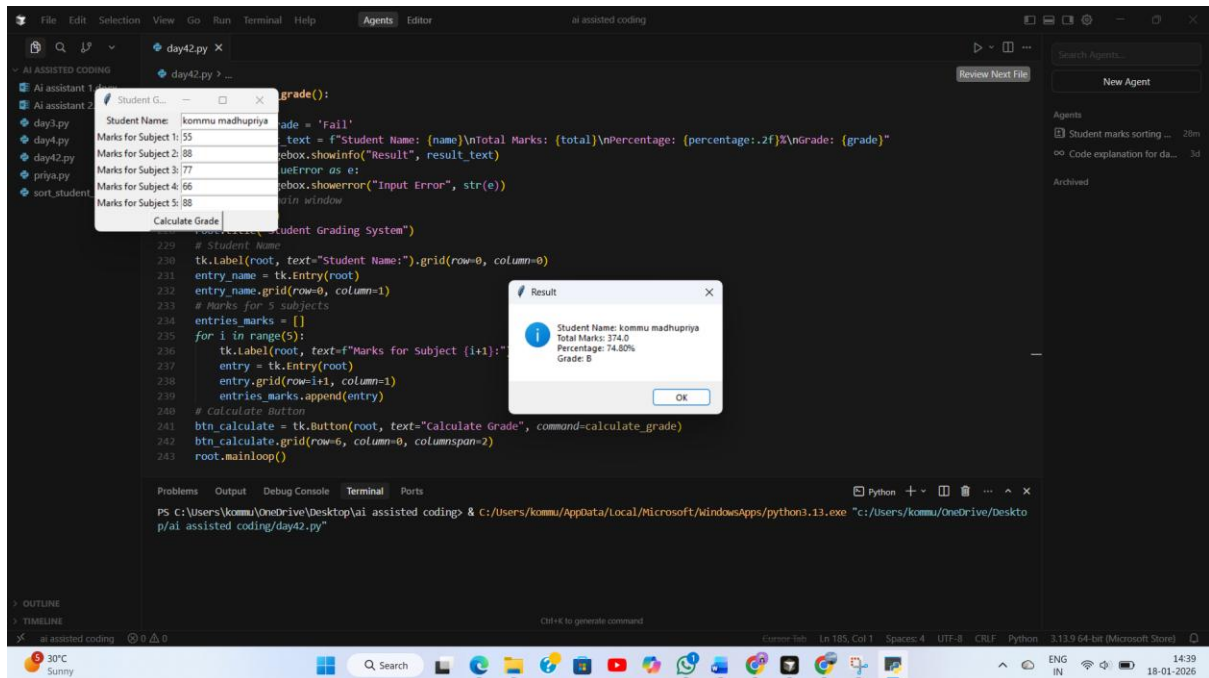 File Edit Selection View Go Run Terminal Help Agents Editor ai assisted coding
day42.py
AI ASSISTED CODING
Ai assistant 1.docx
Ai assistant 2
day3.py
day4.py
day42.py
priya.py
sort_student_
OUTLINE
TIMELINE
Student G...
Student Name: kommu madhupriya
Marks for Subject 1: 55
Marks for Subject 2: 88
Marks for Subject 3: 77
Marks for Subject 4: 66
Marks for Subject 5: 88
Calculate Grade
day42.py > ...
Review Next File
grade():
ade = 'Fail'
_text = f"Student Name: {name}\nTotal Marks: {total}\nPercentage: {percentage:.2f}%\nGrade: {grade}"
gebox.showinfo("Result", result_text)
ueError as e:
gebox.showerror("Input Error", str(e))
ain window
root.title("Student Grading System")
229 # Student Name
230 tk.Label(root, text="Student Name:").grid(row=0, column=0)
231 entry_name = tk.Entry(root)
232 entry_name.grid(row=0, column=1)
233 # Marks for 5 subjects
234 entries_marks = []
235 for i in range(5):
236 tk.Label(root, text=f"Marks for Subject {i+1}:"
237 entry = tk.Entry(root)
238 entry.grid(row=i+1, column=1)
239 entries_marks.append(entry)
240 # Calculate Button
241 btn_calculate = tk.Button(root, text="Calculate Grade", command=calculate_grade)
242 btn_calculate.grid(row=6, column=0, columnspan=2)
243 root.mainloop()
Result
Student Name: kommu madhupriya
Total Marks: 374.0
Percentage: 74.80%
Grade: B
OK
Problems Output Debug Console Terminal Ports Python
PS C:\Users\kommu\OneDrive\Desktop\ai assisted coding> & C:/Users/kommu/AppData/Local/Microsoft/WindowsApps/python3.13.exe "c:/Users/kommu/OneDrive/Deskto
p/ai assisted coding/day42.py"
Ctrl+K to generate command
Search Agents...
New Agent
Agents
Student marks sorting ... 28m
Code explanation for da... 3d
Archived
ai assisted coding 0 0 Cursor Tab Ln 185, Col 1 Spaces: 4 UTF-8 CRLF Python 3.13.9 64-bit (Microsoft Store)
5
30°C
Sunny
Search
ENG
IN
14:39
18-01-2026